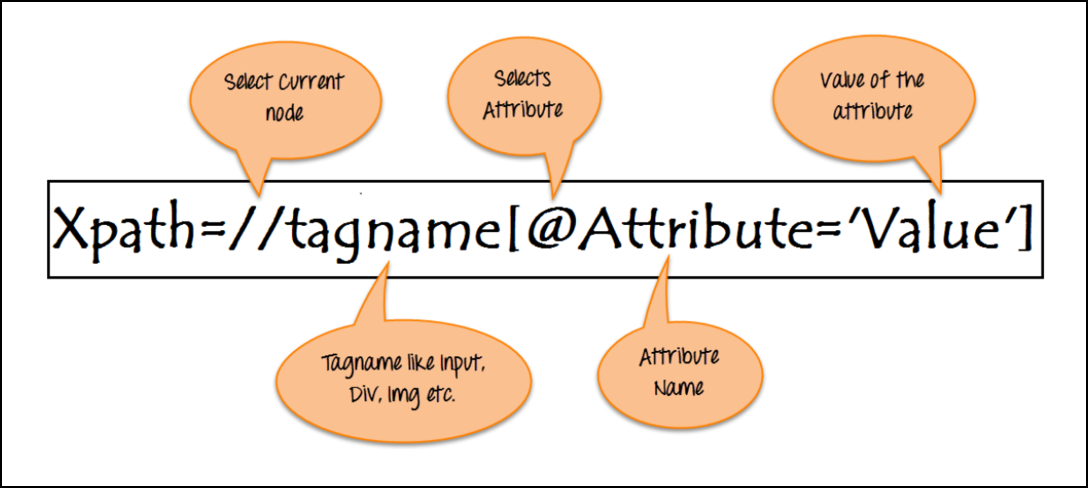 Select Current
node
Selects
Attribute
Value of the
attribute
Xpath=//tagname[@Attribute='Value']
Tagname like Input,
Div, Img etc.
Attribute
Name